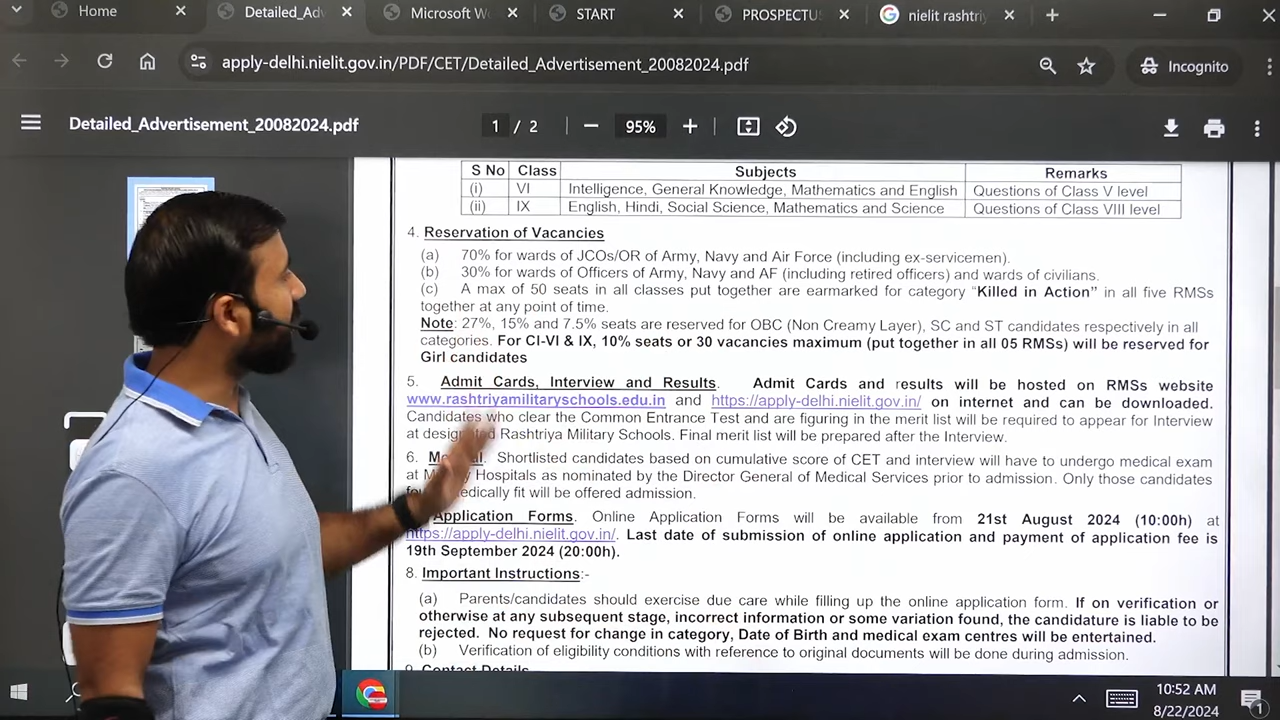 Home
Detailed_Adv
Microsoft W
START
PROSPECTU
nielit rashtri
apply-delhi.nielit.gov.in/PDF/CET/Detailed_Advertisement_20082024.pdf
Incognito
Detailed_Advertisement_20082024.pdf
1 / 2
95%
S No Class Subjects Remarks
(i) VI Intelligence, General Knowledge, Mathematics and English Questions of Class V level
(ii) IX English, Hindi, Social Science, Mathematics and Science Questions of Class VIII level
4. Reservation of Vacancies
(a) 70% for wards of JCOs/OR of Army, Navy and Air Force (including ex-servicemen).
(b) 30% for wards of Officers of Army, Navy and AF (including retired officers) and wards of civilians.
(c) A max of 50 seats in all classes put together are earmarked for category "Killed in Action" in all five RMSs
together at any point of time.
Note: 27%, 15% and 7.5% seats are reserved for OBC (Non Creamy Layer), SC and ST candidates respectively in all
categories. For Cl-VI & IX, 10% seats or 30 vacancies maximum (put together in all 05 RMSs) will be reserved for
Girl candidates
5. Admit Cards, Interview and Results. Admit Cards and results will be hosted on RMSs website
www.rashtriyamilitaryschools.edu.in and https://apply-delhi.nielit.gov.in/ on internet and can be downloaded.
Candidates who clear the Common Entrance Test and are figuring in the merit list will be required to appear for Interview
at designated Rashtriya Military Schools. Final merit list will be prepared after the Interview.
6. Shortlisted candidates based on cumulative score of CET and interview will have to undergo medical exam
at Hospitals as nominated by the Director General of Medical Services prior to admission. Only those candidates
edically fit will be offered admission.
Application Forms. Online Application Forms will be available from 21st August 2024 (10:00h) at
https://apply-delhi.nielit.gov.in/. Last date of submission of online application and payment of application fee is
19th September 2024 (20:00h).
8. Important Instructions:-
(a) Parents/candidates should exercise due care while filling up the online application form. If on verification or
otherwise at any subsequent stage, incorrect information or some variation found, the candidature is liable to be
rejected. No request for change in category, Date of Birth and medical exam centres will be entertained.
(b) Verification of eligibility conditions with reference to original documents will be done during admission.
9. Contact Details
10:52 AM
8/22/2024